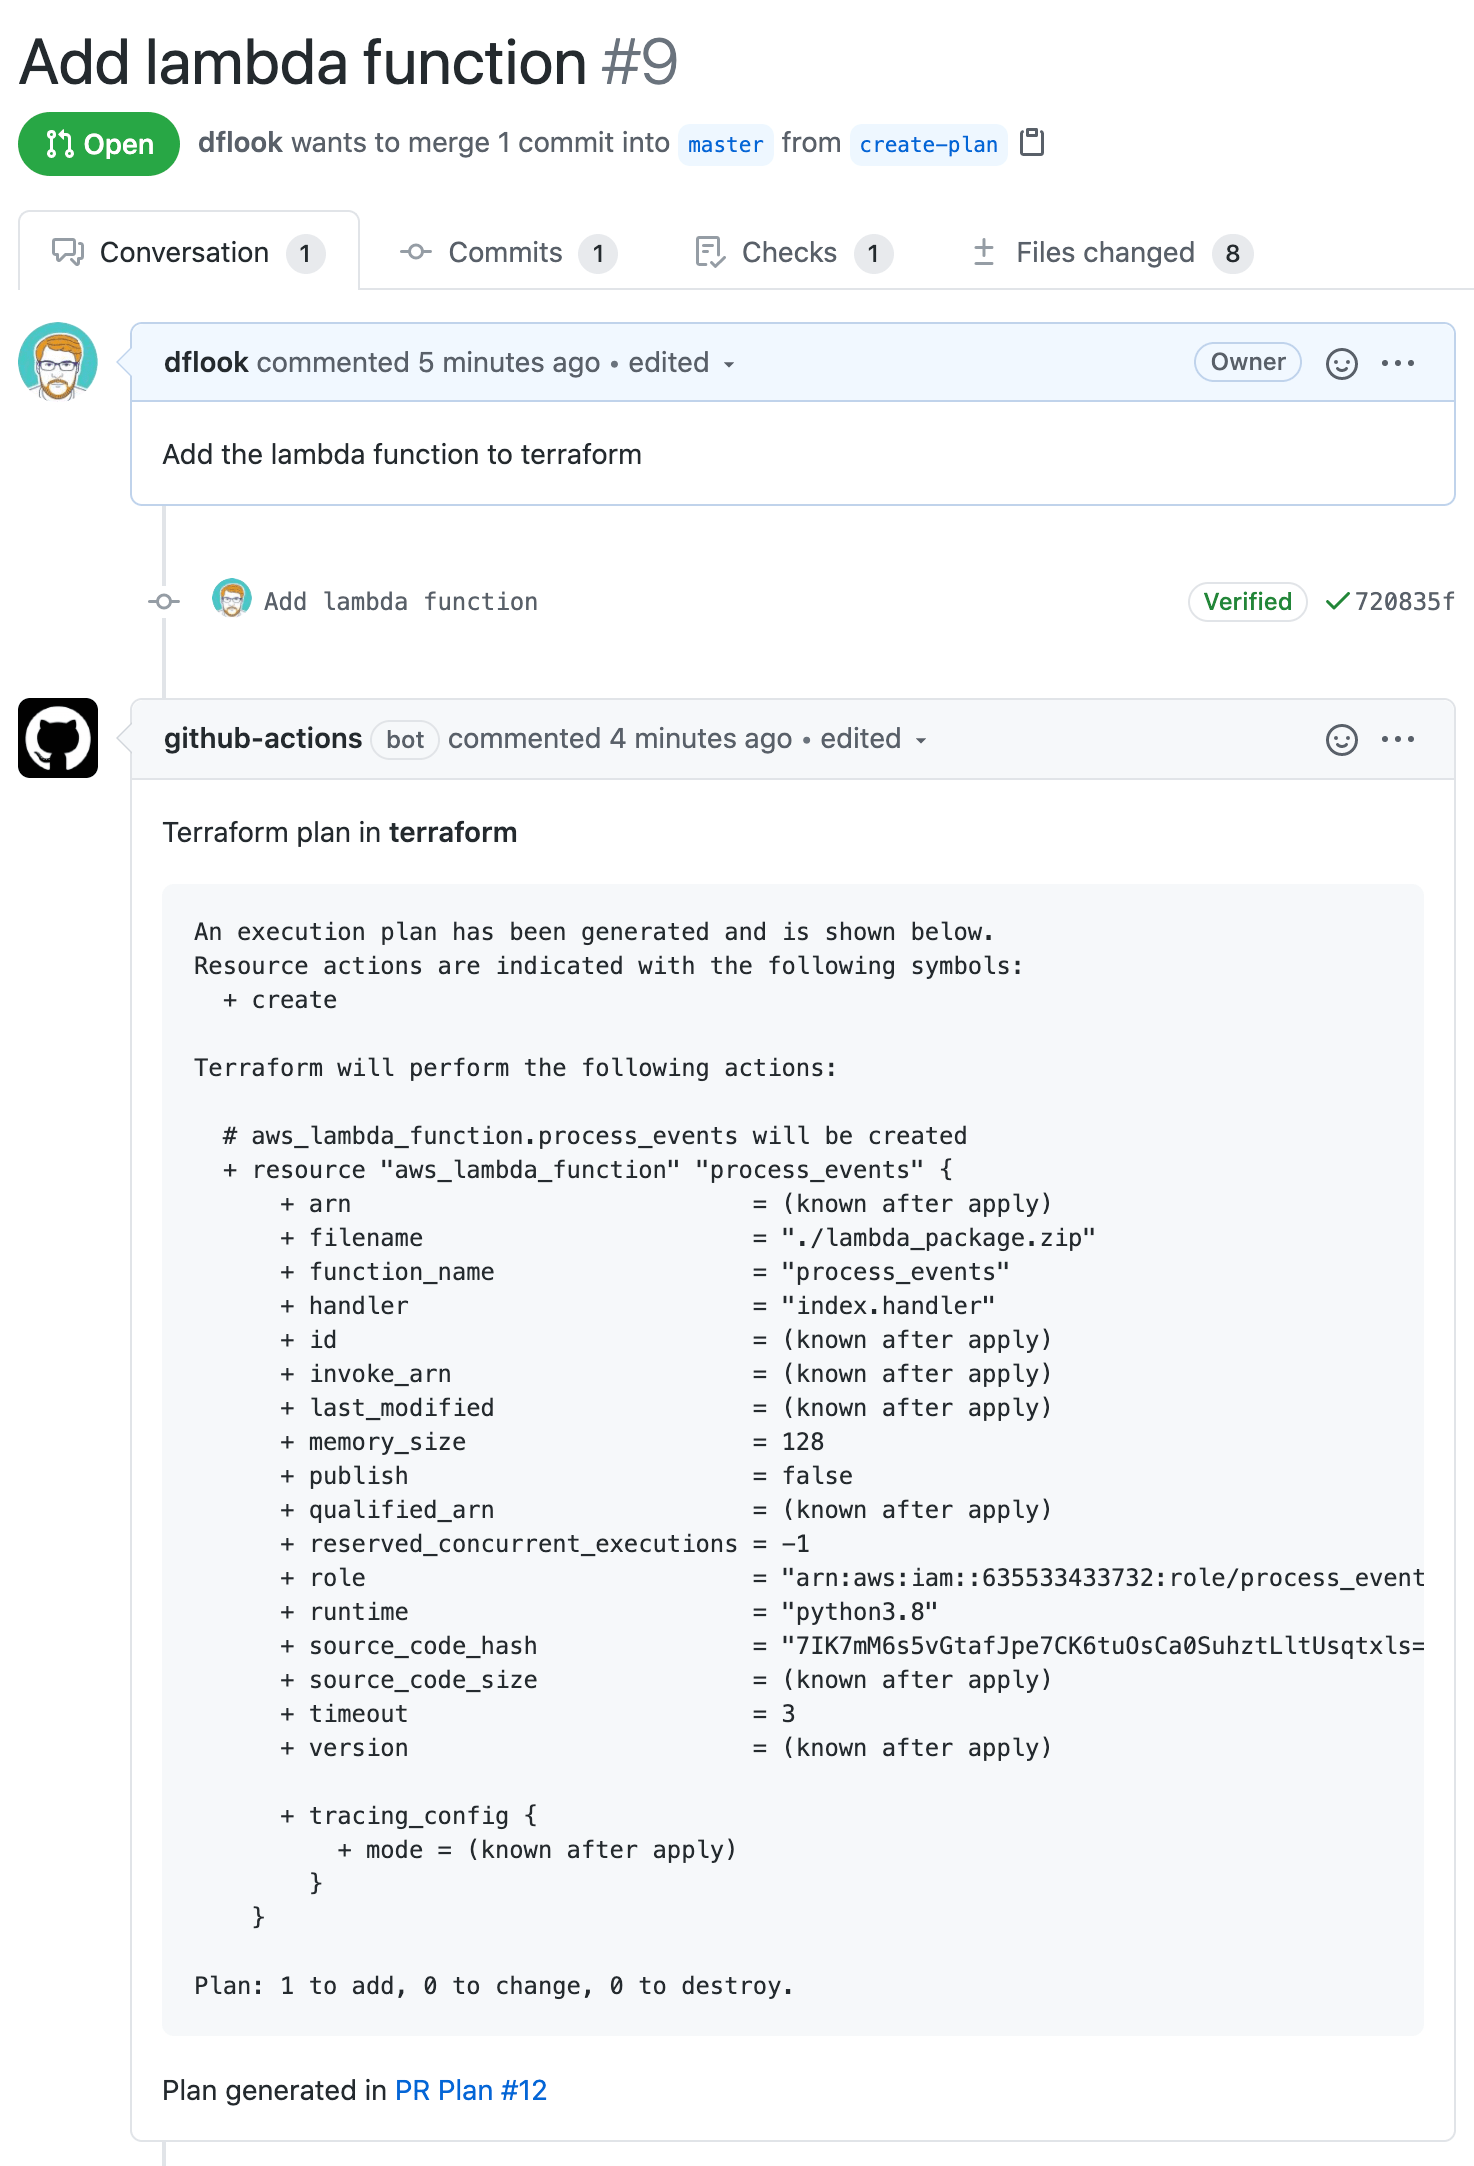 Add lambda function #9
Open dflook wants to merge 1 commit into master from create-plan
Conversation 1 Commits 1 Checks 1 Files changed 8
dflook commented 5 minutes ago • edited Owner
Add the lambda function to terraform
Add lambda function Verified 720835f
github-actions bot commented 4 minutes ago • edited
Terraform plan in terraform
An execution plan has been generated and is shown below.
Resource actions are indicated with the following symbols:
  + create
Terraform will perform the following actions:
  # aws_lambda_function.process_events will be created
  + resource "aws_lambda_function" "process_events" {
      + arn                            = (known after apply)
      + filename                       = "./lambda_package.zip"
      + function_name                  = "process_events"
      + handler                        = "index.handler"
      + id                             = (known after apply)
      + invoke_arn                     = (known after apply)
      + last_modified                  = (known after apply)
      + memory_size                    = 128
      + publish                        = false
      + qualified_arn                  = (known after apply)
      + reserved_concurrent_executions = -1
      + role                           = "arn:aws:iam::635533433732:role/process_event
      + runtime                        = "python3.8"
      + source_code_hash               = "7IK7mM6s5vGtafJpe7CK6tuOsCa0SuhztLltUsqtxls=
      + source_code_size               = (known after apply)
      + timeout                        = 3
      + version                        = (known after apply)
      + tracing_config {
          + mode = (known after apply)
        }
    }
Plan: 1 to add, 0 to change, 0 to destroy.
Plan generated in PR Plan #12